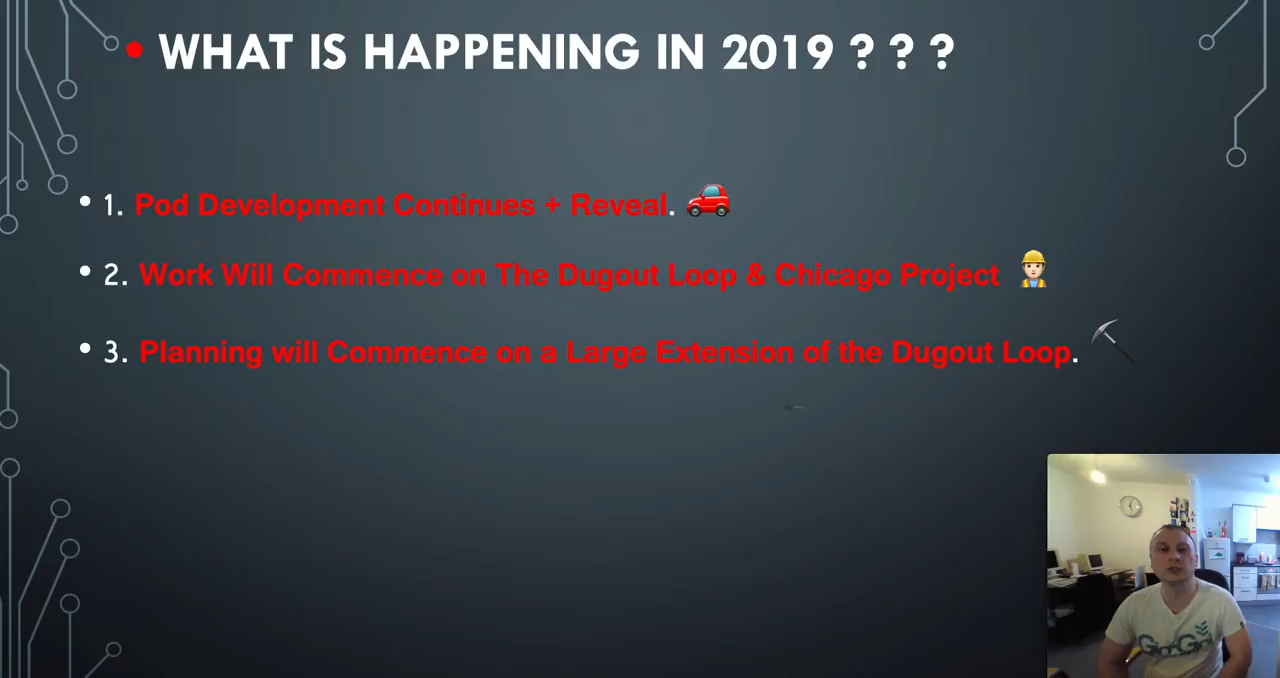 • WHAT IS HAPPENING IN 2019 ? ? ?
• 1. Pod Development Continues + Reveal.
• 2. Work Will Commence on The Dugout Loop & Chicago Project
• 3. Planning will Commence on a Large Extension of the Dugout Loop.